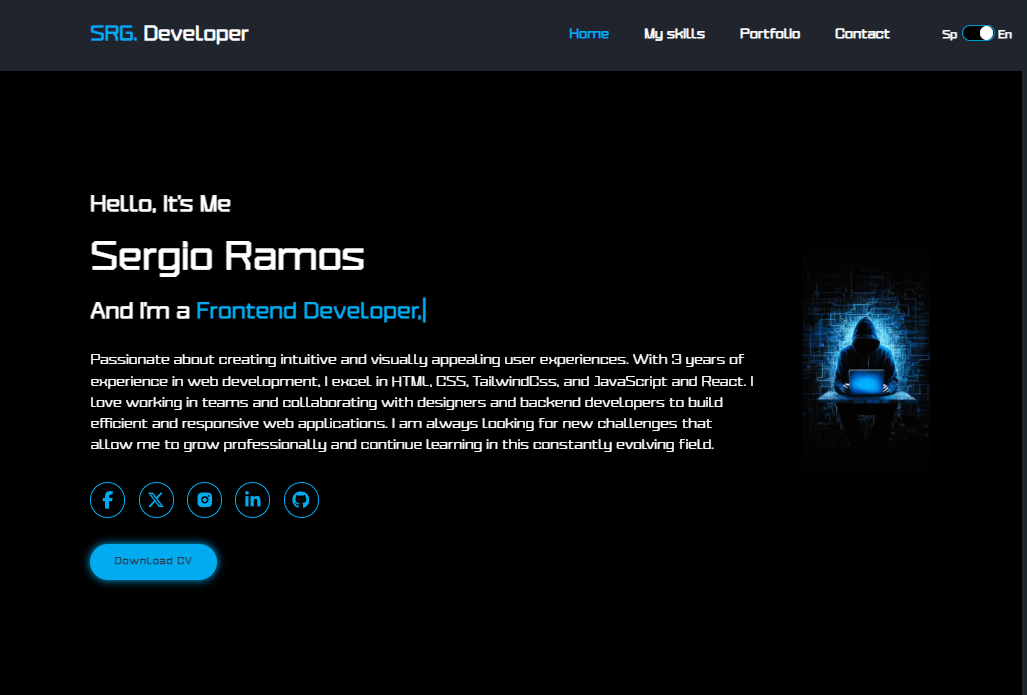 SRG. Developer
Home My skills Portfolio Contact Sp En
Hello, It's Me
Sergio Ramos
And I'm a Frontend Developer.|
Passionate about creating intuitive and visually appealing user experiences. With 3 years of
experience in web development, I excel in HTML, CSS, TailwindCss, and JavaScript and React. I
love working in teams and collaborating with designers and backend developers to build
efficient and responsive web applications. I am always looking for new challenges that
allow me to grow professionally and continue learning in this constantly evolving field.
Download CV